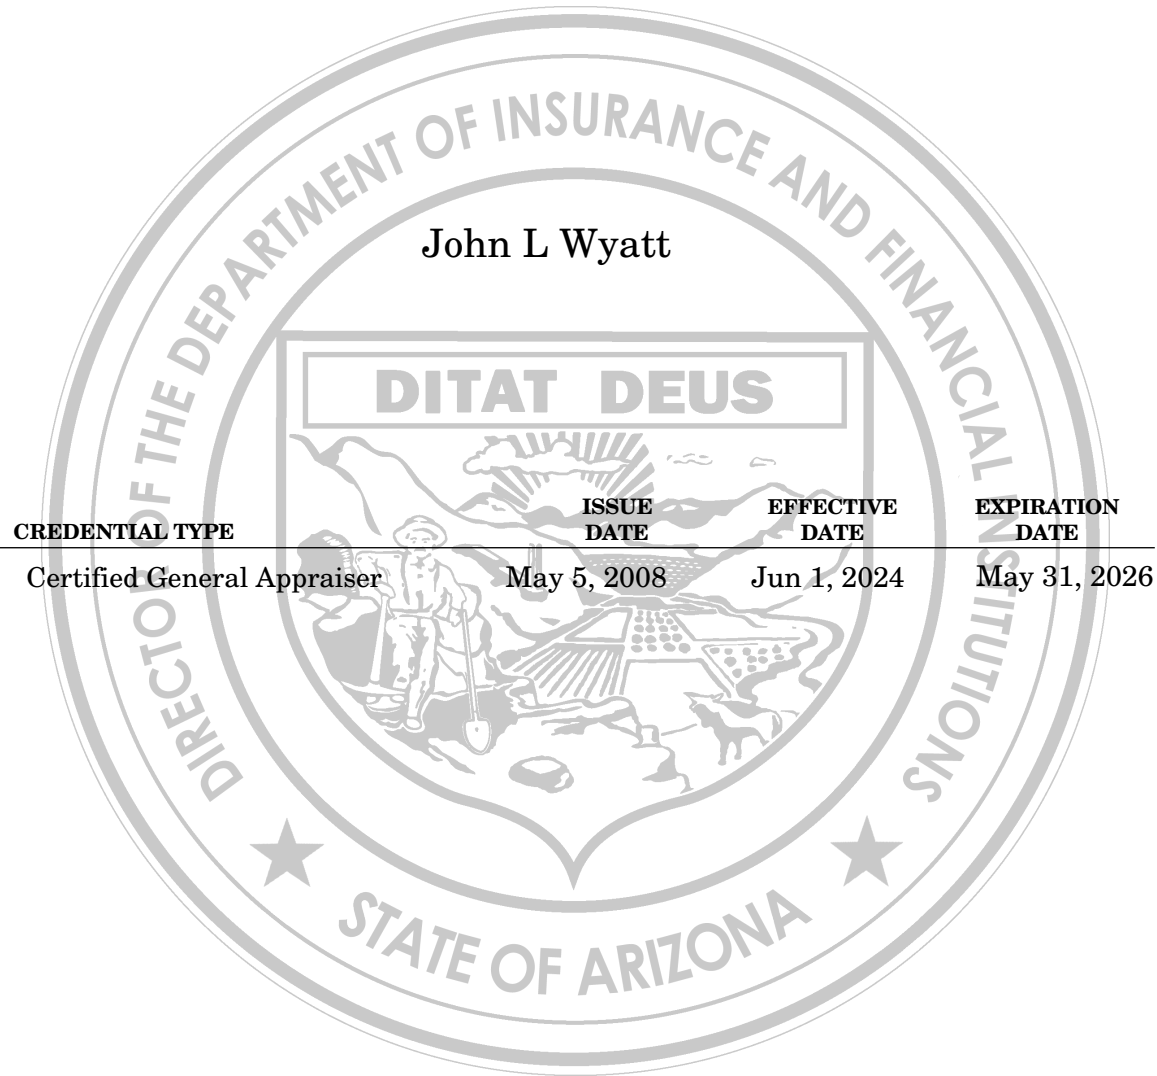 DIRECTOR OF THE DEPARTMENT OF INSURANCE AND FINANCIAL INSTITUTIONS
John L Wyatt
DITAT DEUS
CREDENTIAL TYPE ISSUE DATE EFFECTIVE DATE EXPIRATION DATE
Certified General Appraiser May 5, 2008 Jun 1, 2024 May 31, 2026
STATE OF ARIZONA